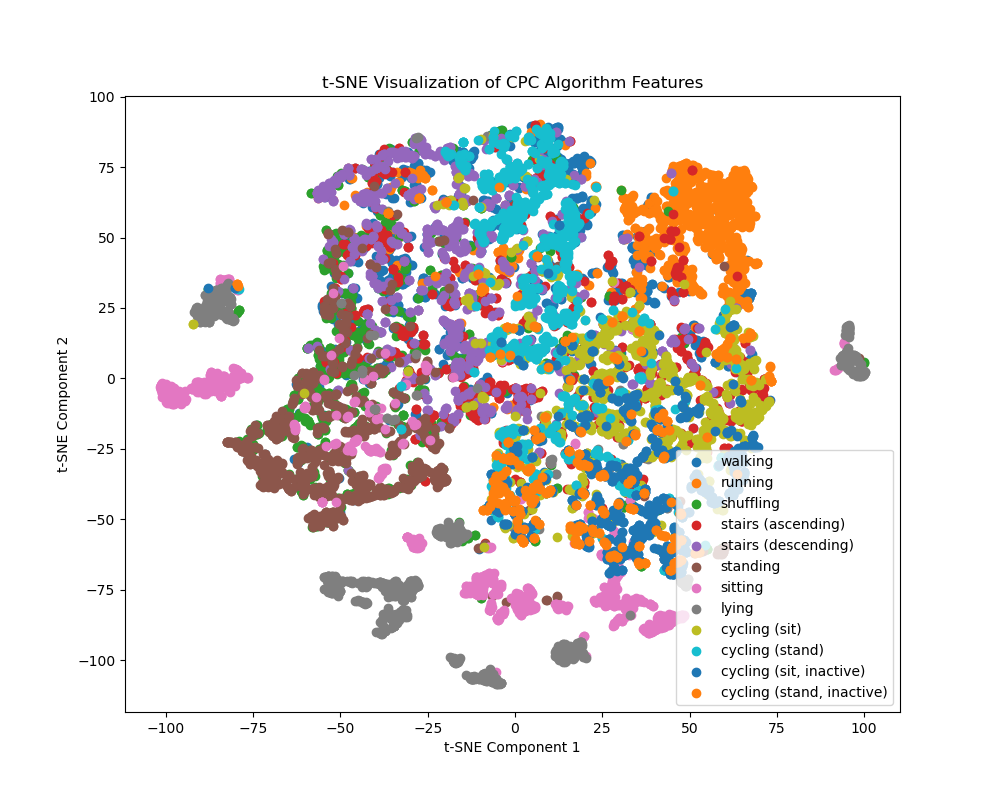 t-SNE Visualization of CPC Algorithm Features
100
75
50
25
0
−25
−50
−75
−100
t-SNE Component 2
walking
running
shuffling
stairs (ascending)
stairs (descending)
standing
sitting
lying
cycling (sit)
cycling (stand)
cycling (sit, inactive)
cycling (stand, inactive)
−100 −75 −50 −25 0 25 50 75 100
t-SNE Component 1